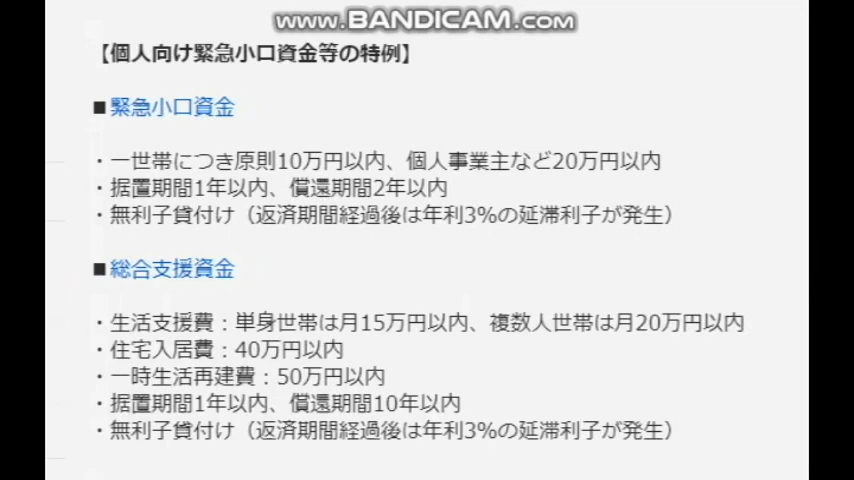 www.BANDICAM.com
【個人向け緊急小口資金等の特例】
■緊急小口資金
・一世帯につき原則10万円以内、個人事業主など20万円以内
・据置期間1年以内、償還期間2年以内
・無利子貸付け（返済期間経過後は年利3%の延滞利子が発生）
■総合支援資金
・生活支援費：単身世帯は月15万円以内、複数人世帯は月20万円以内
・住宅入居費：40万円以内
・一時生活再建費：50万円以内
・据置期間1年以内、償還期間10年以内
・無利子貸付け（返済期間経過後は年利3%の延滞利子が発生）